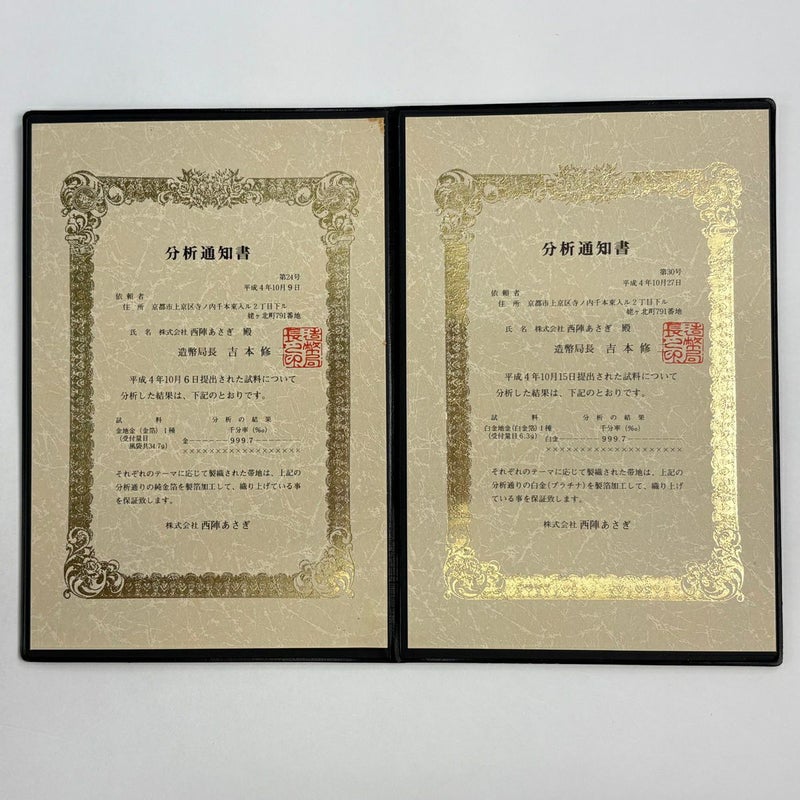 分析通知書
第24号
平成4年10月9日
依頼者
住所 京都市上京区寺ノ内千本東入ル2丁目下ル
姥ヶ北町791番地
氏名 株式会社 西陣あさぎ 殿
造幣局長 吉本修
造幣局長之印
平成4年10月6日提出された試料について
分析した結果は、下記のとおりです。
試料 分析の結果
金地金(金箔)1種 千分率(‰)
(受付量目 金――――――999.7――――――
風袋共34.7g) ×××××××××××××××××××
それぞれのテーマに応じて製織された帯地は、上記の
分析通りの純金箔を製箔加工して、織り上げている事
を保証致します。
株式会社 西陣あさぎ
分析通知書
第30号
平成4年10月27日
依頼者
住所 京都市上京区寺ノ内千本東入ル2丁目下ル
姥ヶ北町791番地
氏名 株式会社 西陣あさぎ 殿
造幣局長 吉本修
造幣局長之印
平成4年10月15日提出された試料について
分析した結果は、下記のとおりです。
試料 分析の結果
白金地金(白金箔)1種 千分率(‰)
(受付量目6.3g) 白金――――――999.7――――――
×××××××××××××××××××
それぞれのテーマに応じて製織された帯地は、上記の
分析通りの白金(プラチナ)を製箔加工して、織り上げ
ている事を保証致します。
株式会社 西陣あさぎ